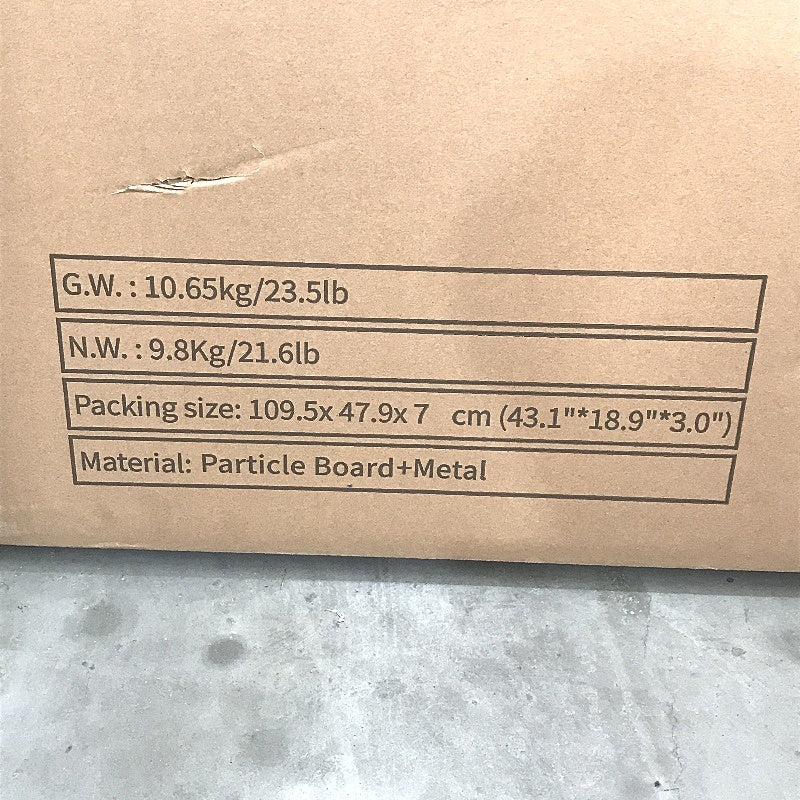 G.W. : 10.65kg/23.5lb
N.W. : 9.8Kg/21.6lb
Packing size: 109.5x 47.9x 7 cm (43.1"*18.9"*3.0")
Material: Particle Board+Metal